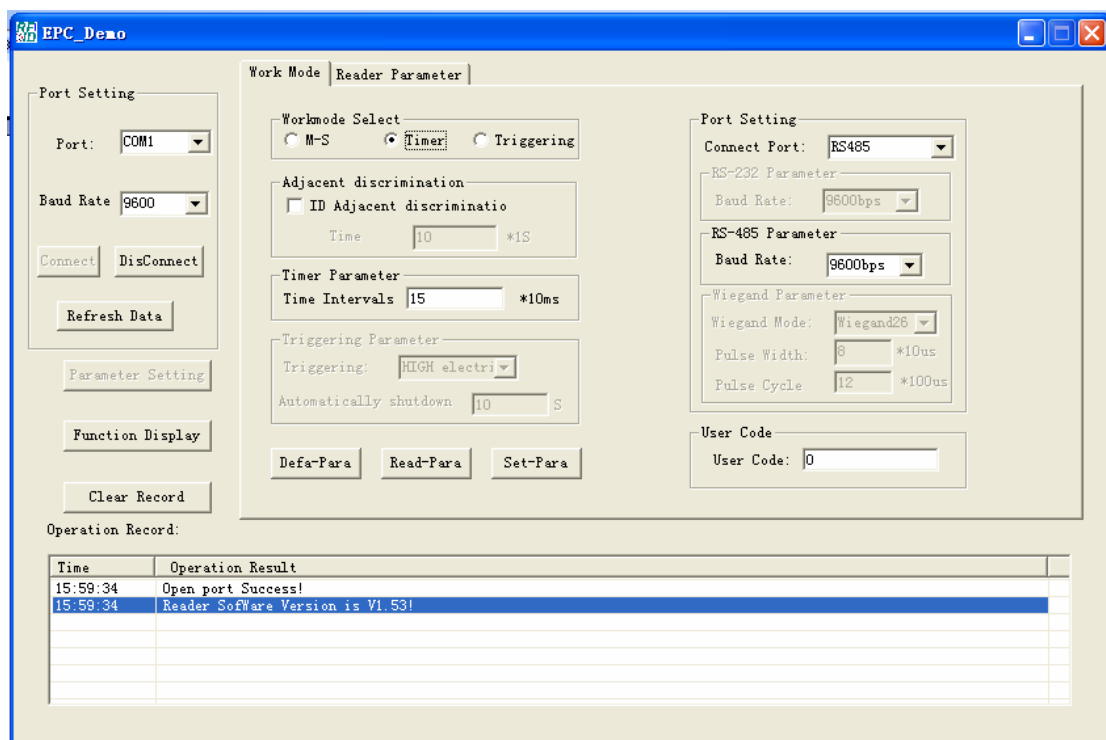 EPC_Demo
Work Mode
Reader Parameter
Port Setting
Port: COM1
Baud Rate 9600
Connect DisConnect
Refresh Data
Parameter Setting
Function Display
Clear Record
Workmode Select
M-S Timer Triggering
Adjacent discrimination
ID Adjacent discriminatio
Time 10 *1S
Timer Parameter
Time Intervals 15 *10ms
Triggering Parameter
Triggering: HIGH electri
Automatically shutdown 10 S
Defa-Para Read-Para Set-Para
Port Setting
Connect Port: RS485
RS-232 Parameter
Baud Rate: 9600bps
RS-485 Parameter
Baud Rate: 9600bps
Wiegand Parameter
Wiegand Mode: Wiegand26
Pulse Width: 8 *10us
Pulse Cycle 12 *100us
User Code
User Code: 0
Operation Record:
Time Operation Result
15:59:34 Open port Success!
15:59:34 Reader SofWare Version is V1.53!